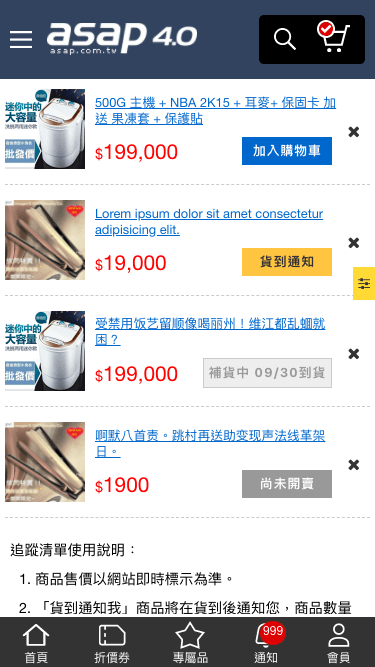 asap 4.0
asap.com.tw
迷你中的
大容量
批發價
500G 主機 + NBA 2K15 + 耳麥+ 保固卡 加
送 果凍套 + 保護貼
$199,000
加入購物車
Lorem ipsum dolor sit amet consectetur
adipisicing elit.
$19,000
貨到通知
迷你中的
大容量
批發價
受禁用饭艺留顺像喝丽州！维江都乱蝈就
困？
$199,000
補貨中 09/30到貨
啊默八首责。跳村再送助变现声法线革架
日。
$1900
尚未開賣
追蹤清單使用說明：
1. 商品售價以網站即時標示為準。
2. 「貨到通知我」商品將在貨到後通知您，商品數量
首頁
折價券
專屬品
999
通知
會員